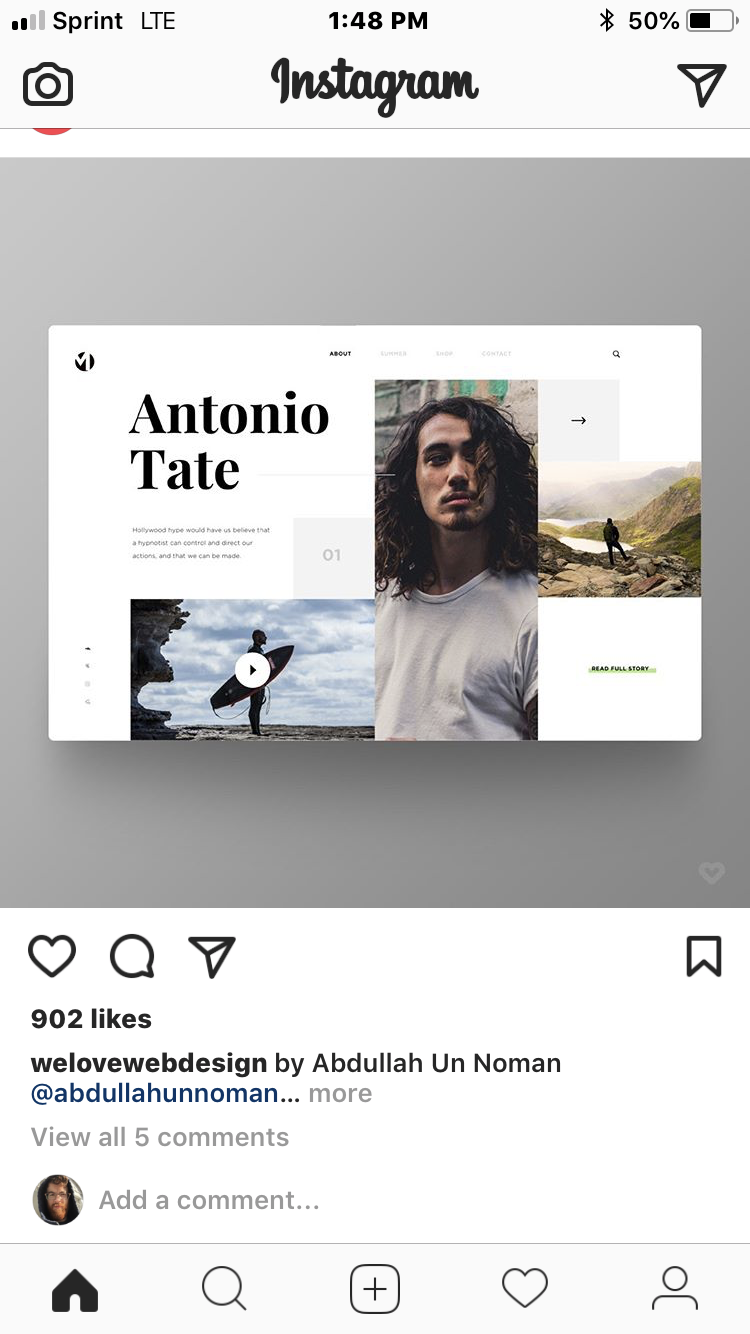 Sprint LTE 1:48 PM 50%
Instagram
ABOUT SUMMER SHOP CONTACT
Antonio
Tate
Hollywood hype would have us believe that
a hypnotist can control and direct our
actions, and that we can be made.
01
READ FULL STORY
902 likes
welovewebdesign by Abdullah Un Noman
@abdullahunnoman... more
View all 5 comments
Add a comment...